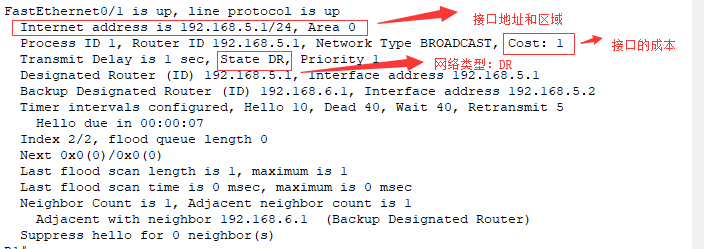 FastEthernet0/1 is up, line protocol is up
Internet address is 192.168.5.1/24, Area 0
接口地址和区域
Process ID 1, Router ID 192.168.5.1, Network Type BROADCAST, Cost: 1
接口的成本
Transmit Delay is 1 sec, State DR, Priority 1
网络类型：DR
Designated Router (ID) 192.168.5.1, Interface address 192.168.5.1
Backup Designated Router (ID) 192.168.6.1, Interface address 192.168.5.2
Timer intervals configured, Hello 10, Dead 40, Wait 40, Retransmit 5
Hello due in 00:00:07
Index 2/2, flood queue length 0
Next 0x0(0)/0x0(0)
Last flood scan length is 1, maximum is 1
Last flood scan time is 0 msec, maximum is 0 msec
Neighbor Count is 1, Adjacent neighbor count is 1
Adjacent with neighbor 192.168.6.1  (Backup Designated Router)
Suppress hello for 0 neighbor(s)